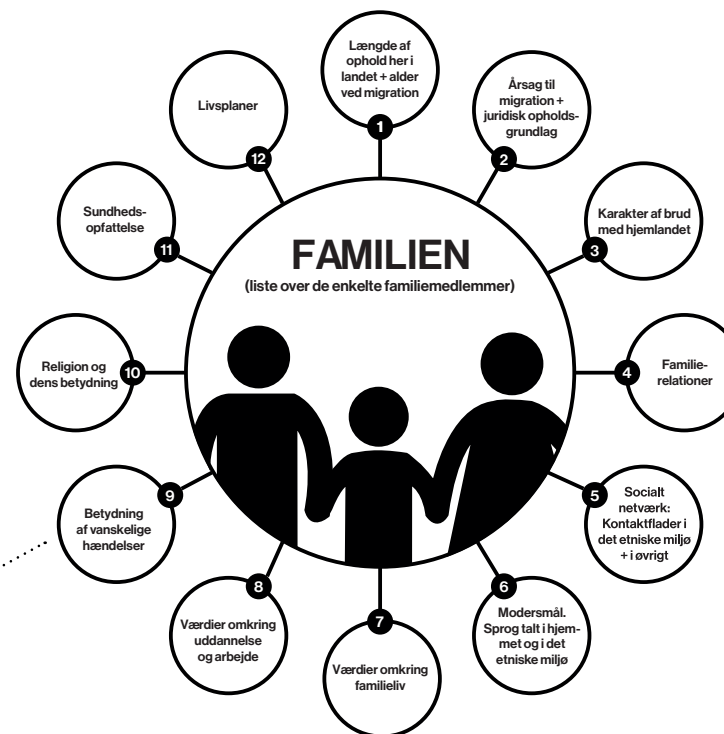 FAMILIEN
(liste over de enkelte familiemedlemmer)
Længde af
ophold her i
landet + alder
ved migration
1
Årsag til
migration +
juridisk opholds-
grundlag
2
Karakter af brud
med hjemlandet
3
Familie-
relationer
4
Socialt
netværk:
Kontaktflader i
det etniske miljø
+ i øvrigt
5
Modersmål.
Sprog talt i hjem-
met og i det
etniske miljø
6
Værdier omkring
familieliv
7
Værdier omkring
uddannelse
og arbejde
8
Betydning
af vanskelige
hændelser
9
Religion og
dens betydning
10
Sundheds-
opfattelse
11
Livsplaner
12